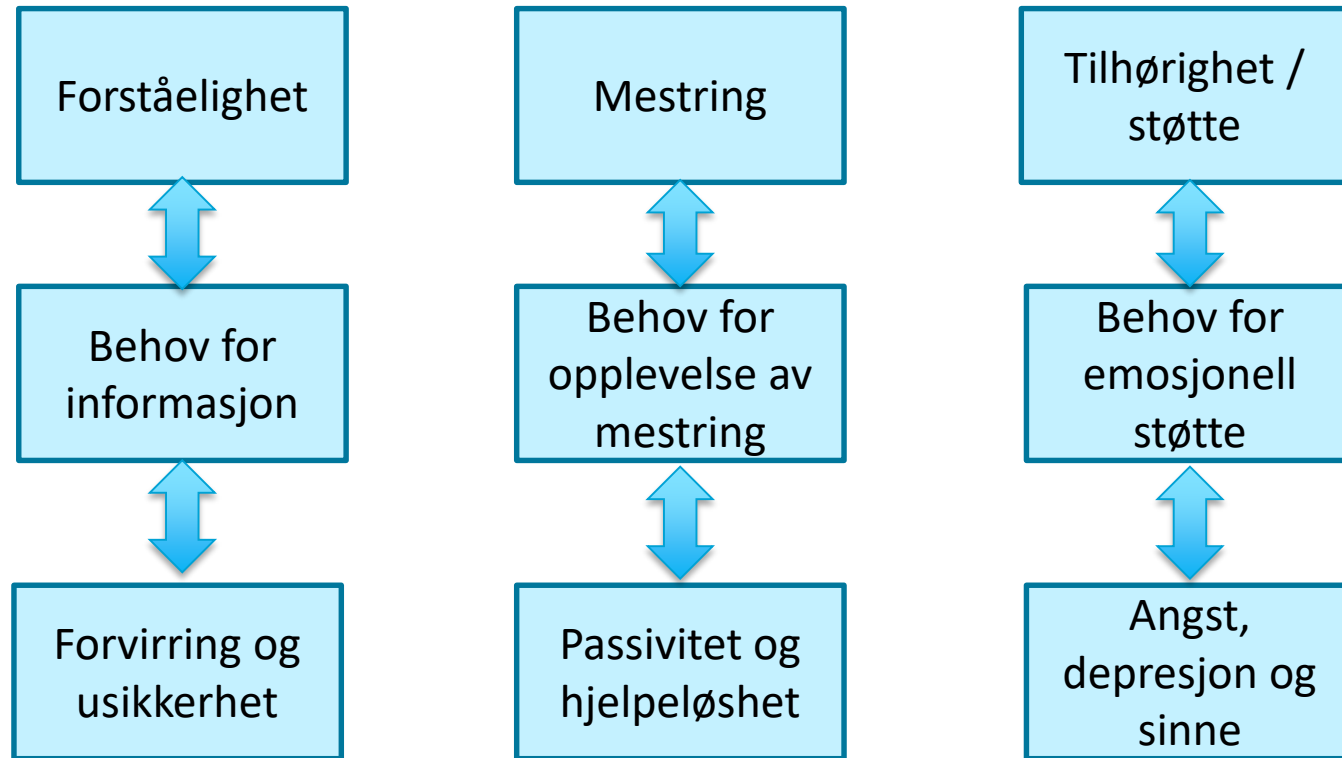 Forståelighet
Mestring
Tilhørighet /
støtte
Behov for
informasjon
Behov for
opplevelse av
mestring
Behov for
emosjonell
støtte
Forvirring og
usikkerhet
Passivitet og
hjelpeløshet
Angst,
depresjon og
sinne